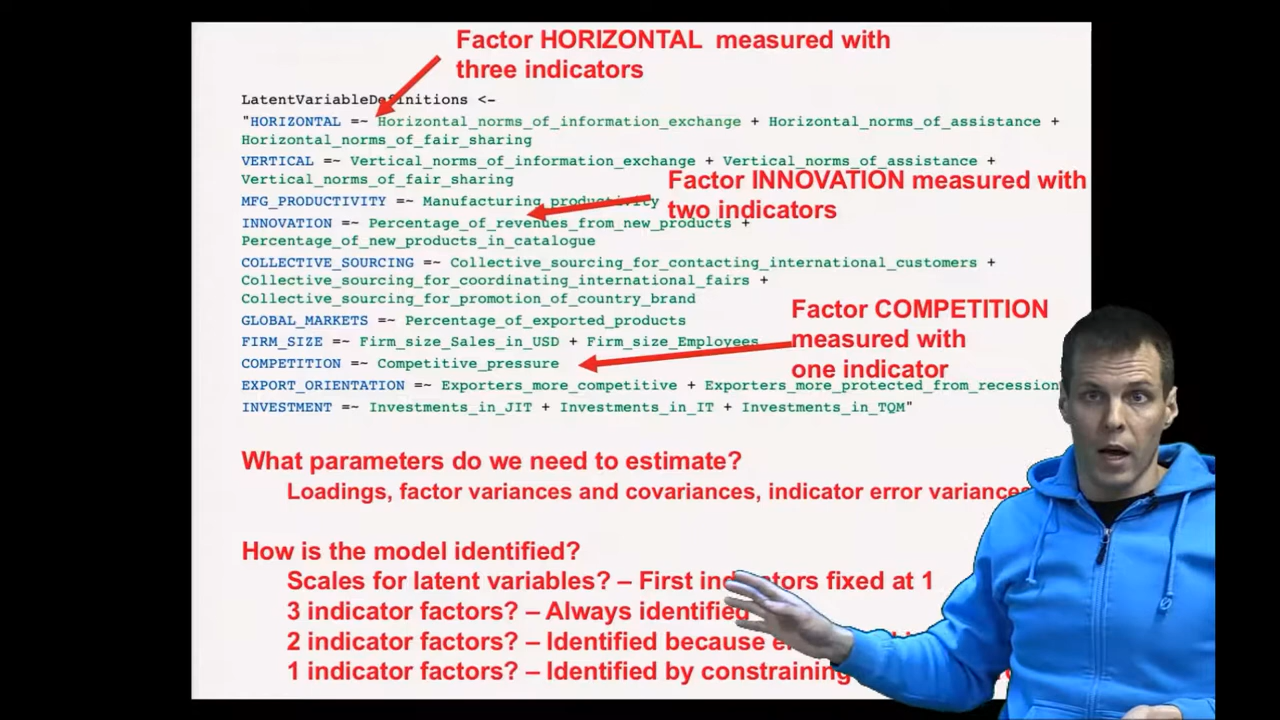 Factor HORIZONTAL measured with
three indicators
LatentVariableDefinitions <-
"HORIZONTAL =~ Horizontal_norms_of_information_exchange + Horizontal_norms_of_assistance +
Horizontal_norms_of_fair_sharing
VERTICAL =~ Vertical_norms_of_information_exchange + Vertical_norms_of_assistance +
Vertical_norms_of_fair_sharing
Factor INNOVATION measured with
two indicators
MFG_PRODUCTIVITY =~ Manufacturing_productivity
INNOVATION =~ Percentage_of_revenues_from_new_products +
Percentage_of_new_products_in_catalogue
COLLECTIVE_SOURCING =~ Collective_sourcing_for_contacting_international_customers +
Collective_sourcing_for_coordinating_international_fairs +
Collective_sourcing_for_promotion_of_country_brand
Factor COMPETITION
measured with
one indicator
GLOBAL_MARKETS =~ Percentage_of_exported_products
FIRM_SIZE =~ Firm_size_Sales_in_USD + Firm_size_Employees
COMPETITION =~ Competitive_pressure
EXPORT_ORIENTATION =~ Exporters_more_competitive + Exporters_more_protected_from_recession
INVESTMENT =~ Investments_in_JIT + Investments_in_IT + Investments_in_TQM"
What parameters do we need to estimate?
Loadings, factor variances and covariances, indicator error variances
How is the model identified?
Scales for latent variables? – First indicators fixed at 1
3 indicator factors? – Always identified
2 indicator factors? – Identified because
1 indicator factors? – Identified by constraining